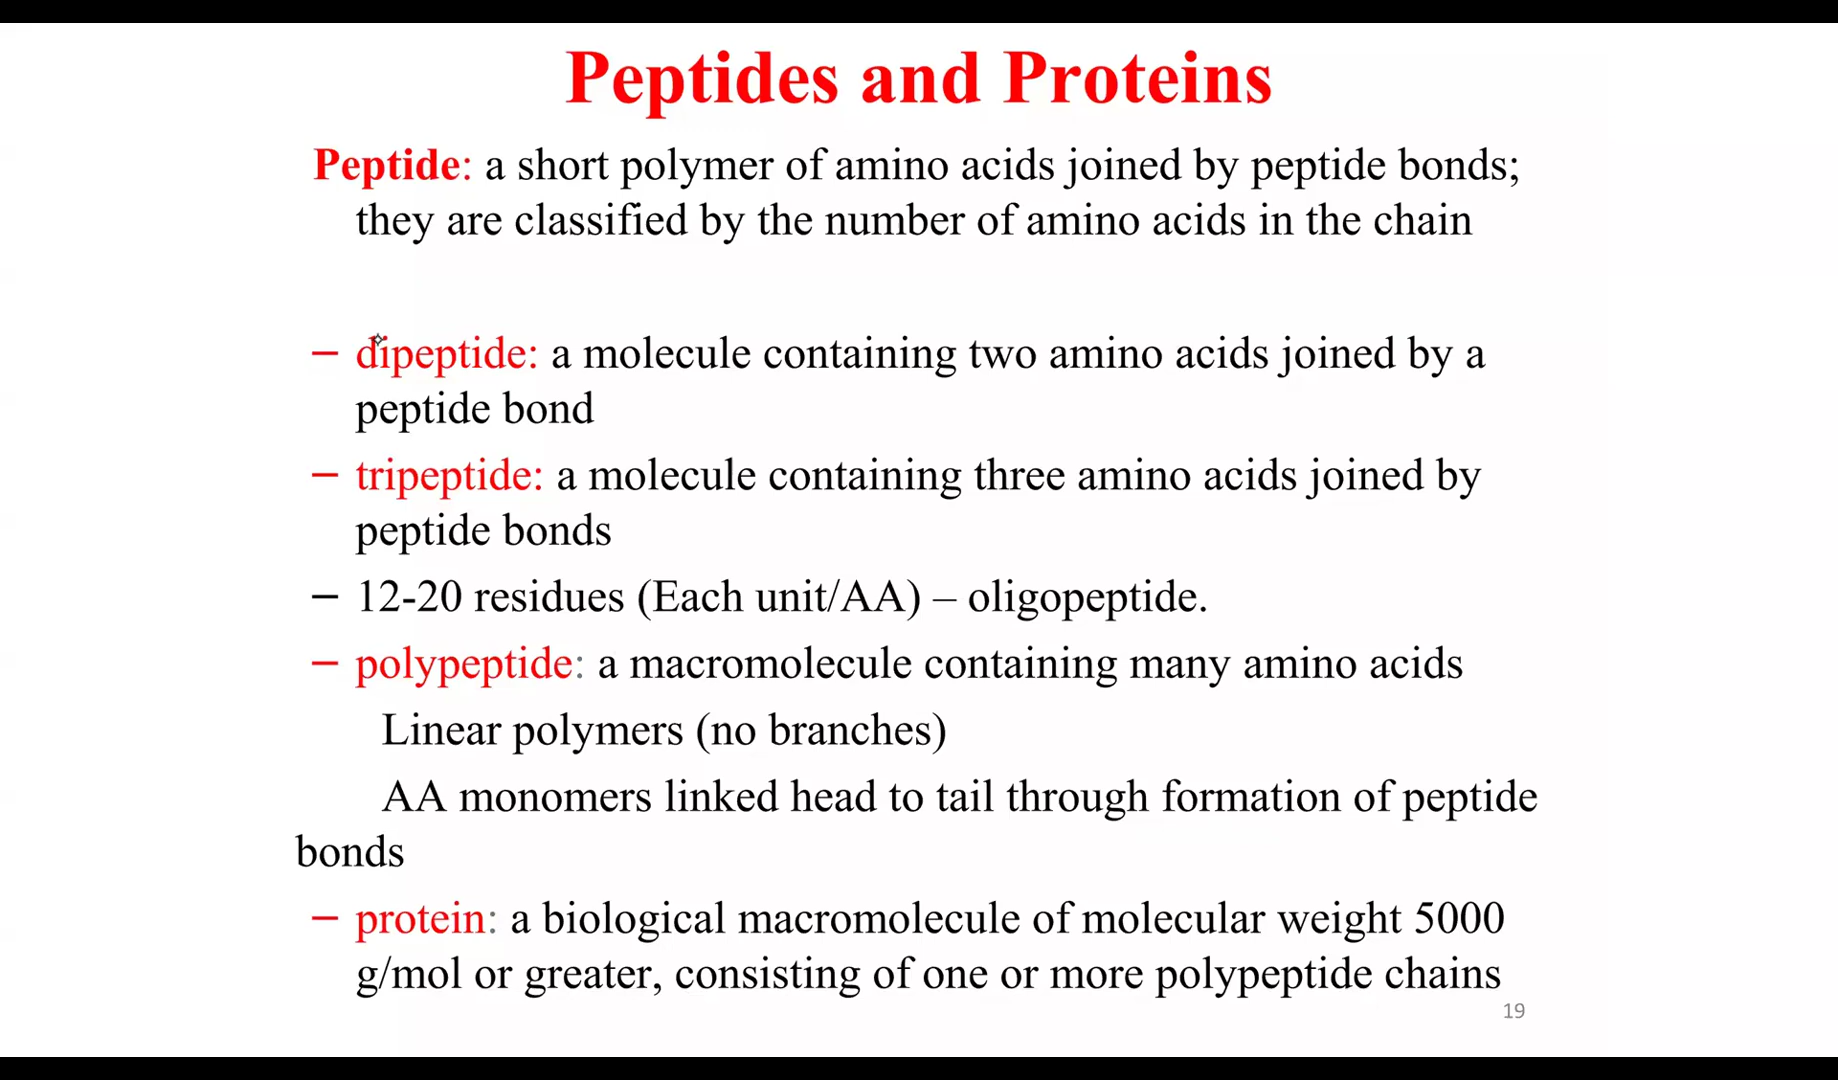 Peptides and Proteins
Peptide: a short polymer of amino acids joined by peptide bonds;
they are classified by the number of amino acids in the chain
– dipeptide: a molecule containing two amino acids joined by a
peptide bond
– tripeptide: a molecule containing three amino acids joined by
peptide bonds
– 12-20 residues (Each unit/AA) – oligopeptide.
– polypeptide: a macromolecule containing many amino acids
Linear polymers (no branches)
AA monomers linked head to tail through formation of peptide
bonds
– protein: a biological macromolecule of molecular weight 5000
g/mol or greater, consisting of one or more polypeptide chains
19